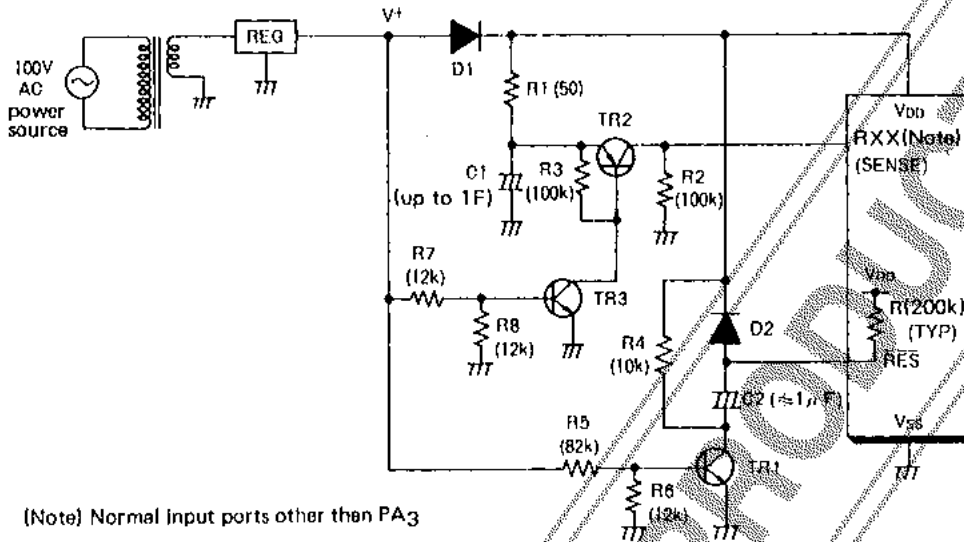 V+
REG
100V
AC
power
source
D1
R1 (50)
TR2
VDD
RXX(Note)
(SENSE)
C1
(up to 1F)
R3
(100k)
R2
(100k)
R7
(12k)
TR3
R8
(12k)
VDD
R(200k)
(TYP)
RES
R4
(10k)
D2
C2 (≒1μF)
VSS
R5
(82k)
TR1
R6
(12k)
(Note) Normal input ports other then PA3